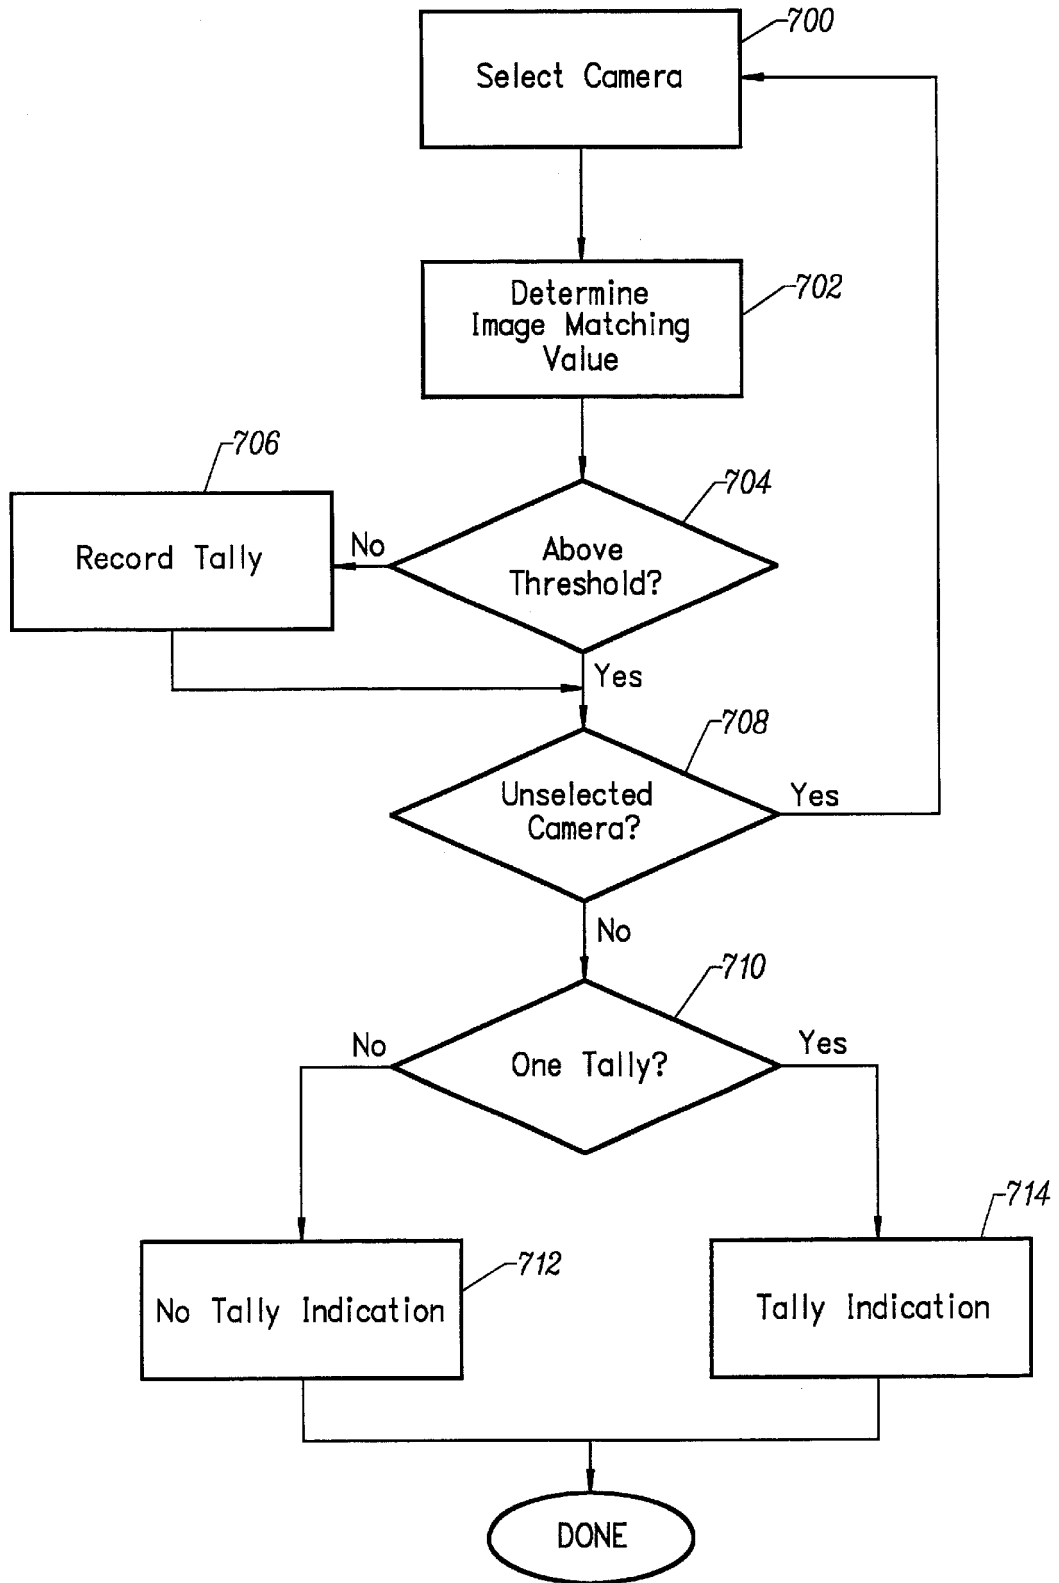 700
Select Camera
702
Determine
Image Matching
Value
706
704
Record Tally
No
Above
Threshold?
Yes
708
Unselected
Camera?
Yes
No
710
No
One Tally?
Yes
714
712
No Tally Indication
Tally Indication
DONE